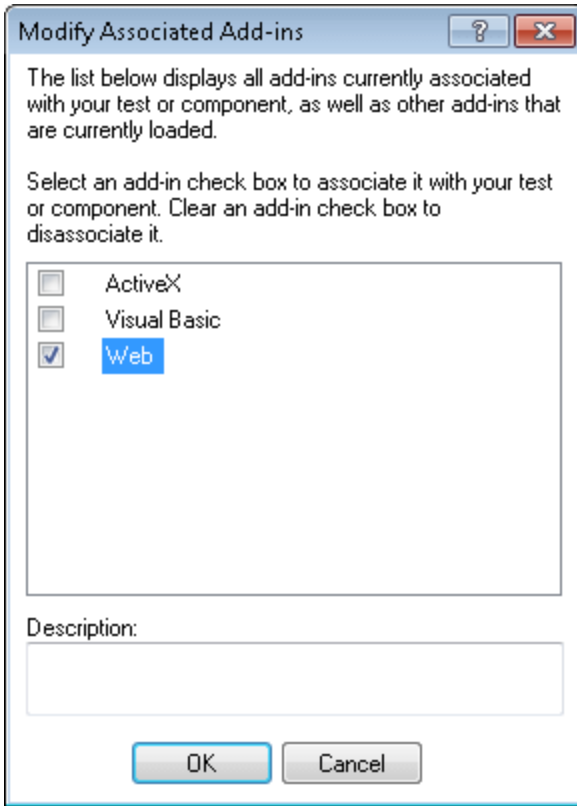 Modify Associated Add-ins
The list below displays all add-ins currently associated
with your test or component, as well as other add-ins that
are currently loaded.
Select an add-in check box to associate it with your test
or component. Clear an add-in check box to
disassociate it.
ActiveX
Visual Basic
Web
Description:
OK
Cancel